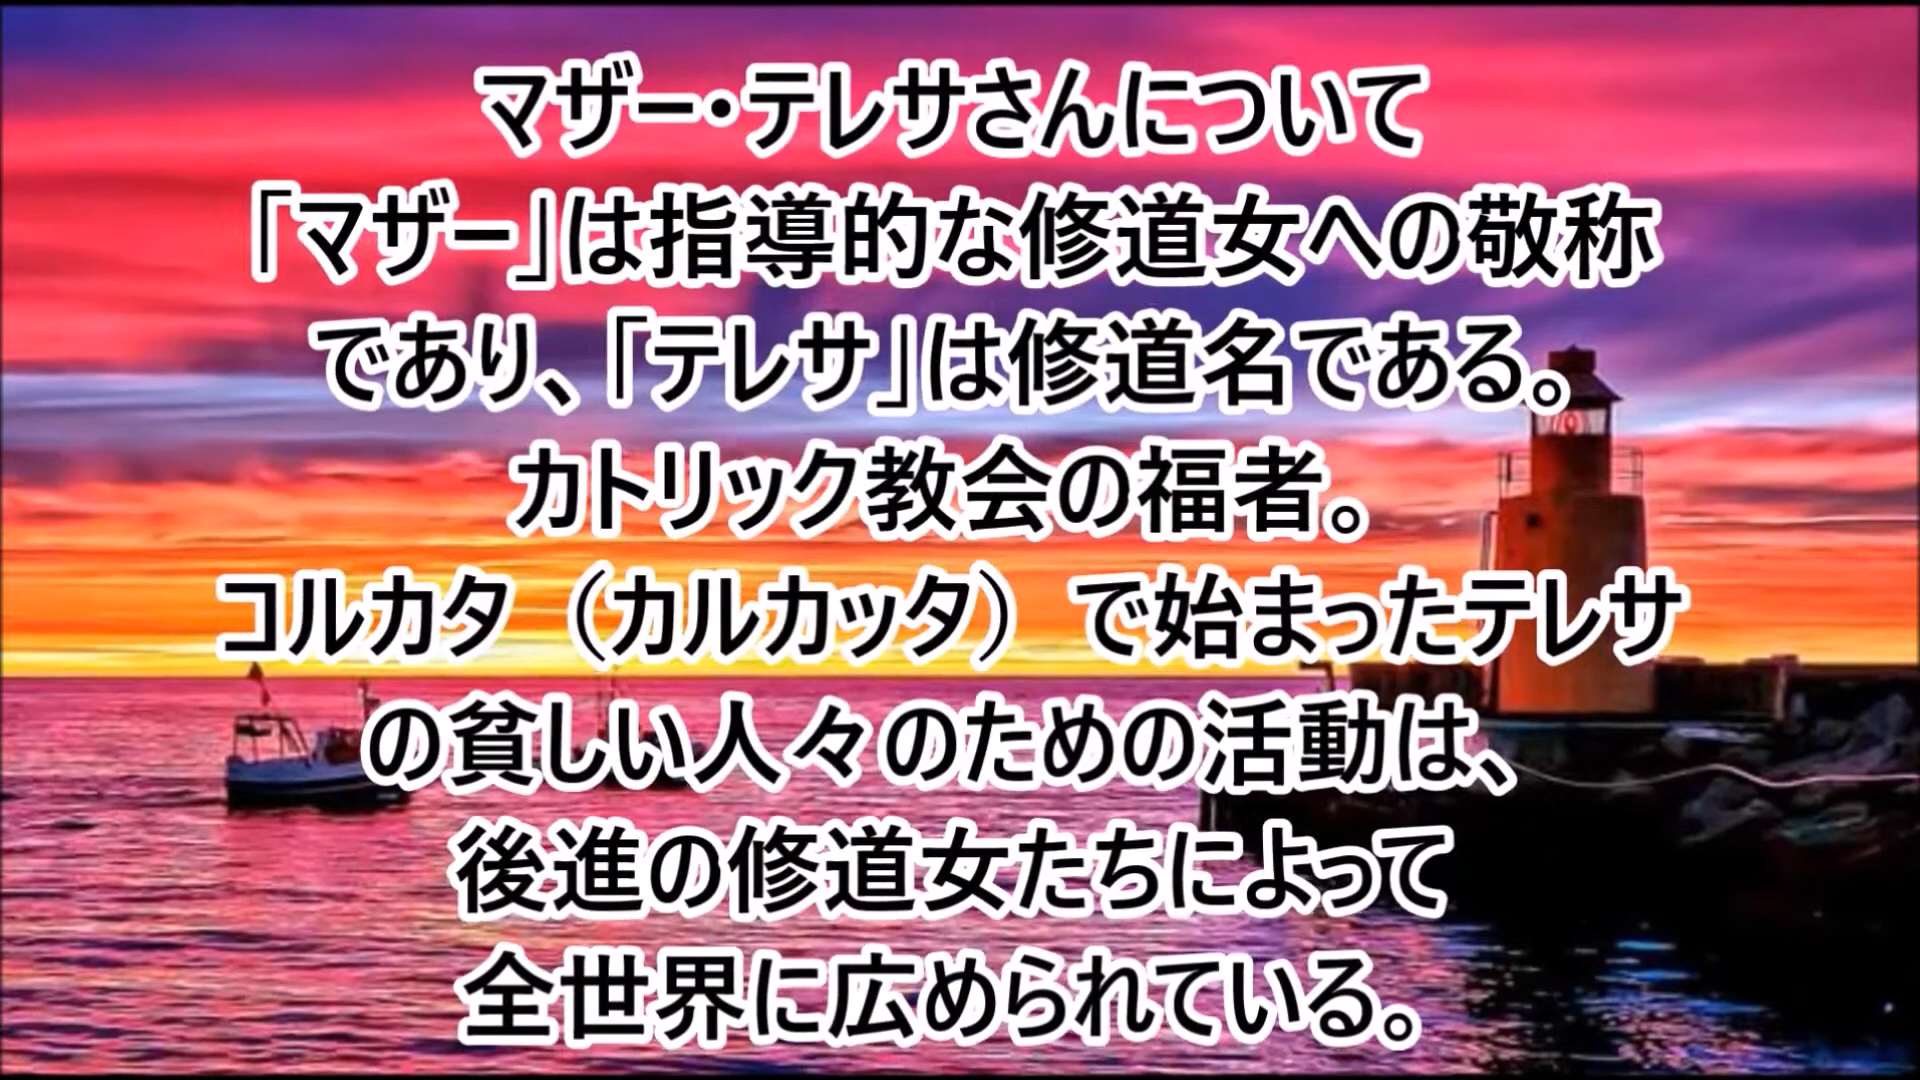 マザー・テレサさんについて
「マザー」は指導的な修道女への敬称
であり、「テレサ」は修道名である。
カトリック教会の福者。
コルカタ（カルカッタ）で始まったテレサ
の貧しい人々のための活動は、
後進の修道女たちによって
全世界に広められている。